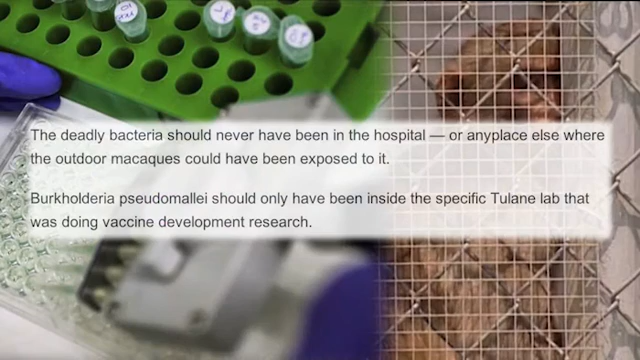 The deadly bacteria should never have been in the hospital — or anyplace else where
the outdoor macaques could have been exposed to it.
Burkholderia pseudomallei should only have been inside the specific Tulane lab that
was doing vaccine development research.